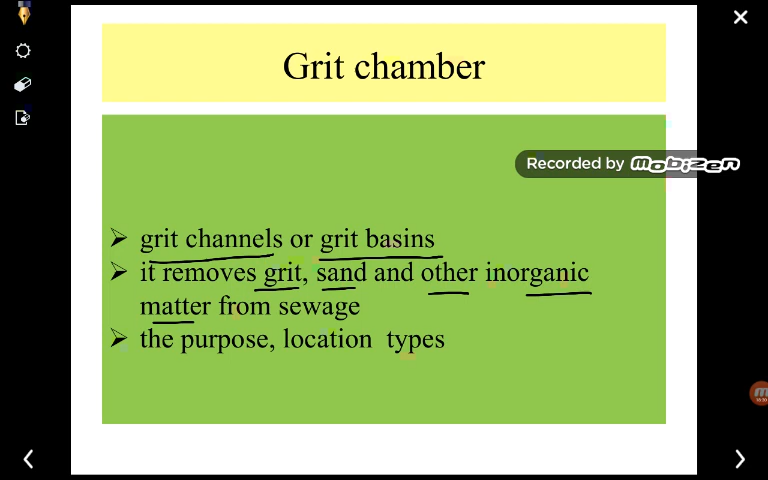 Grit chamber
Recorded by Mobizen
➢ grit channels or grit basins
➢ it removes grit, sand and other inorganic
matter from sewage
➢ the purpose, location types